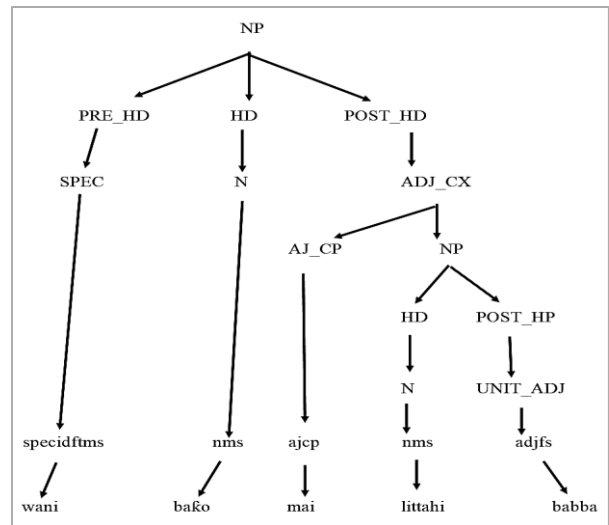 NP
PRE_HD HD POST_HD
SPEC N ADJ_CX
AJ_CP NP
HD POST_HP
N UNIT_ADJ
specidftms nms ajcp nms adjfs
wani baƙo mai littahi babba